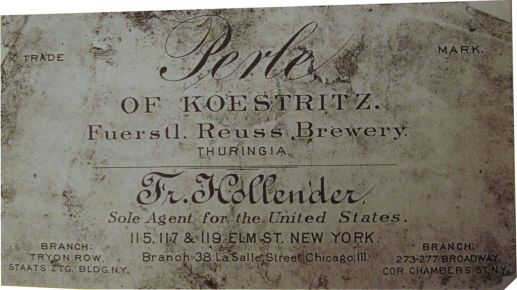 TRADE MARK.
Perle
OF KOESTRITZ.
Fuerstl. Reuss Brewery.
THURINGIA.
Fr. Hollender,
Sole Agent for the United States.
115, 117 & 119 ELM ST. NEW YORK.
Branch: 38 La Salle Street Chicago, Ill.
BRANCH:
TRYON ROW,
STAATS ZTG. BLDG, N.Y.
BRANCH:
273-277 BROADWAY
COR. CHAMBERS ST. N.Y.